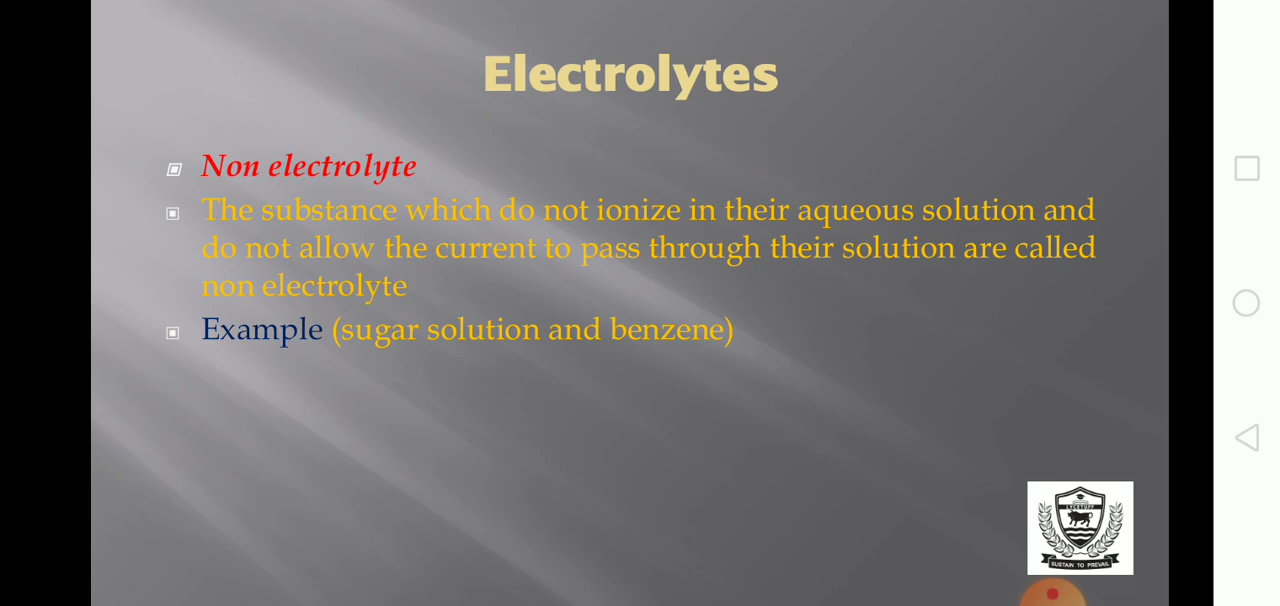 Electrolytes
Non electrolyte
The substance which do not ionize in their aqueous solution and
do not allow the current to pass through their solution are called
non electrolyte
Example (sugar solution and benzene)
LYCETUFF
SUSTAIN TO PREVAIL